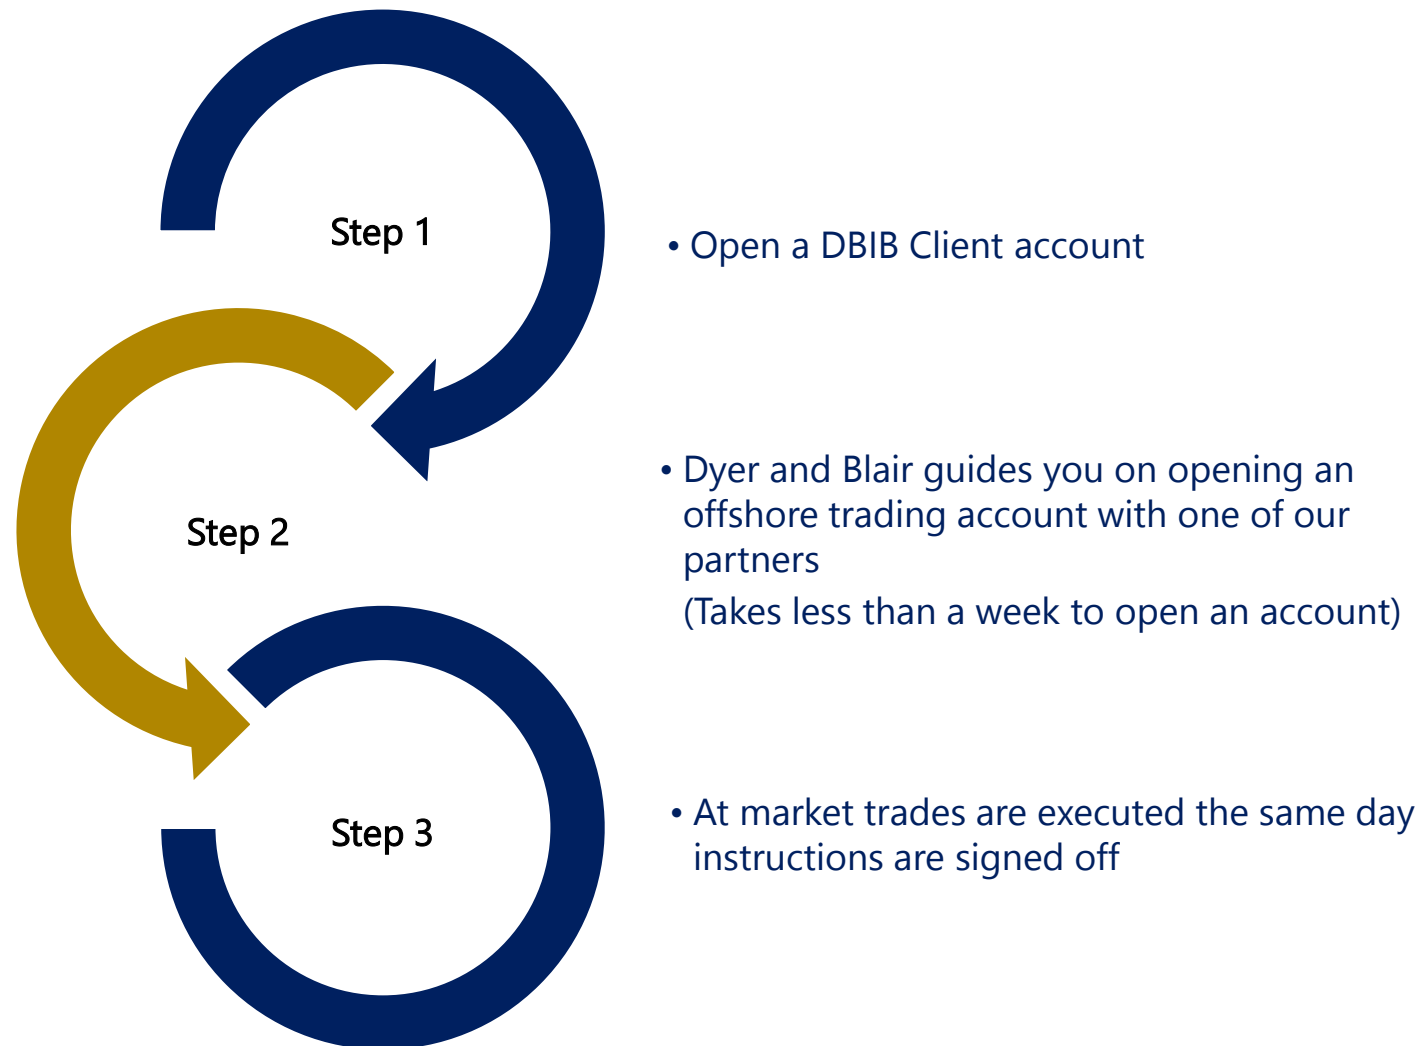 Step 1
• Open a DBIB Client account
Step 2
• Dyer and Blair guides you on opening an
offshore trading account with one of our
partners
(Takes less than a week to open an account)
Step 3
• At market trades are executed the same day
instructions are signed off